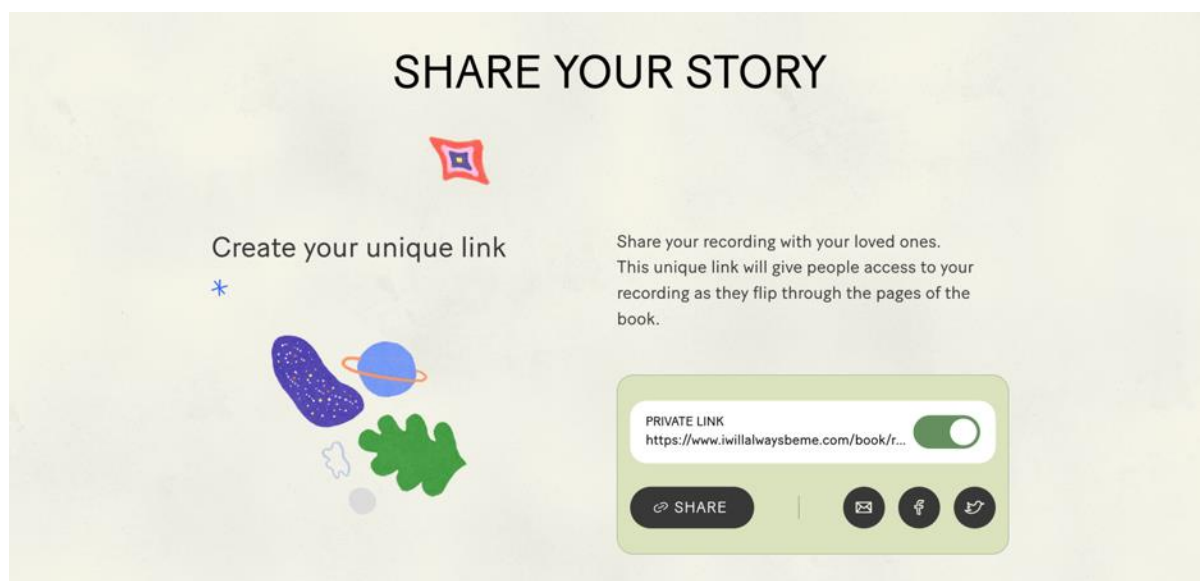 SHARE YOUR STORY
Create your unique link
Share your recording with your loved ones.
This unique link will give people access to your
recording as they flip through the pages of the
book.
PRIVATE LINK
https://www.iwillalwaysbeme.com/book/r...
SHARE